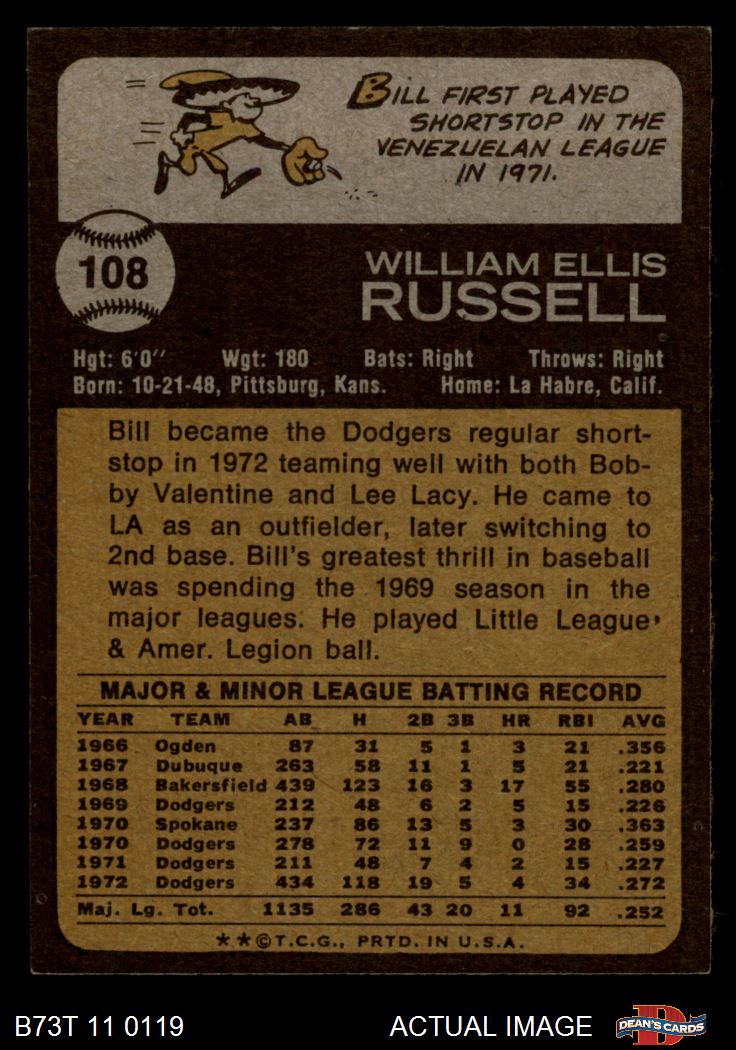 BILL FIRST PLAYED
SHORTSTOP IN THE
VENEZUELAN LEAGUE
IN 1971.
108
WILLIAM ELLIS
RUSSELL
Hgt: 6'0" Wgt: 180 Bats: Right Throws: Right
Born: 10-21-48, Pittsburg, Kans. Home: La Habre, Calif.
Bill became the Dodgers regular short-
stop in 1972 teaming well with both Bob-
by Valentine and Lee Lacy. He came to
LA as an outfielder, later switching to
2nd base. Bill's greatest thrill in baseball
was spending the 1969 season in the
major leagues. He played Little League
& Amer. Legion ball.
MAJOR & MINOR LEAGUE BATTING RECORD
YEAR TEAM AB H 2B 3B HR RBI AVG
1966 Ogden 87 31 5 1 3 21 .356
1967 Dubuque 263 58 11 1 5 21 .221
1968 Bakersfield 439 123 16 3 17 55 .280
1969 Dodgers 212 48 6 2 5 15 .226
1970 Spokane 237 86 13 5 3 30 .363
1970 Dodgers 278 72 11 9 0 28 .259
1971 Dodgers 211 48 7 4 2 15 .227
1972 Dodgers 434 118 19 5 4 34 .272
Maj. Lg. Tot. 1135 286 43 20 11 92 .252
★★©T.C.G., PRTD. IN U.S.A.
B73T 11 0119 ACTUAL IMAGE
D
DEAN'S CARDS